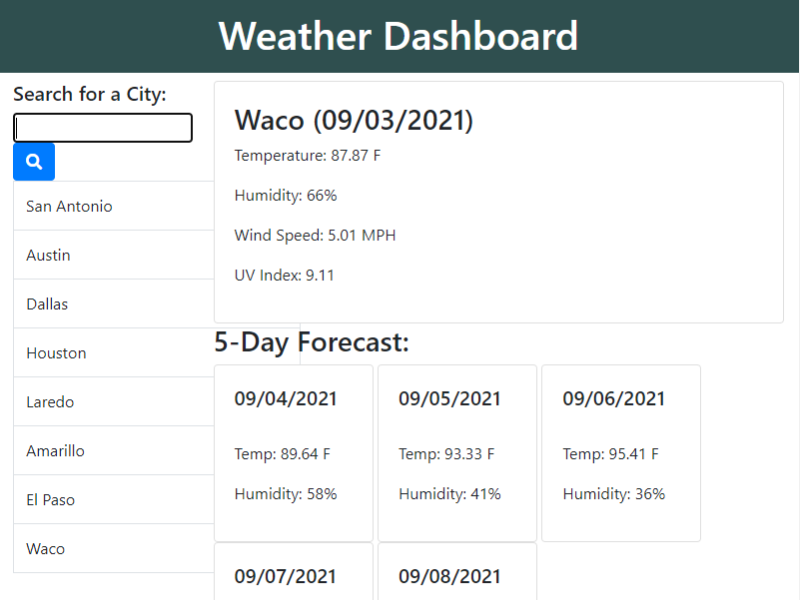 Weather Dashboard
Search for a City:
San Antonio
Austin
Dallas
Houston
Laredo
Amarillo
El Paso
Waco
Waco (09/03/2021)
Temperature: 87.87 F
Humidity: 66%
Wind Speed: 5.01 MPH
UV Index: 9.11
5-Day Forecast:
09/04/2021
Temp: 89.64 F
Humidity: 58%
09/05/2021
Temp: 93.33 F
Humidity: 41%
09/06/2021
Temp: 95.41 F
Humidity: 36%
09/07/2021
09/08/2021